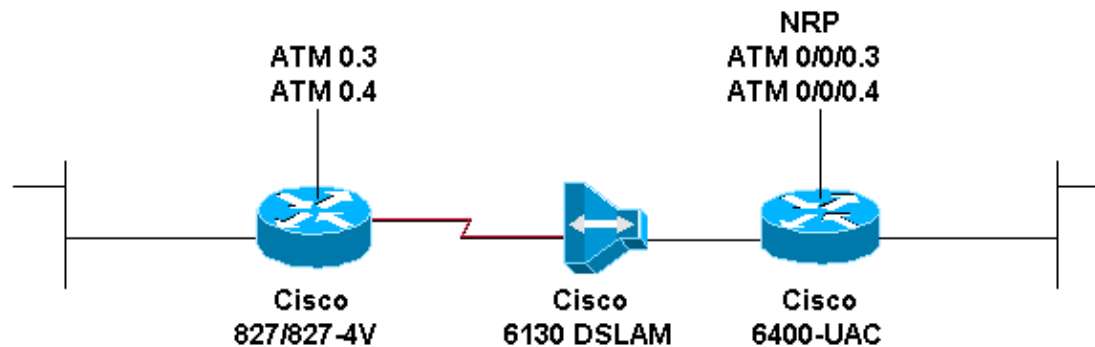 NRP
ATM 0.3
ATM 0/0/0.3
ATM 0.4
ATM 0/0/0.4
Cisco
827/827-4V
Cisco
6130 DSLAM
Cisco
6400-UAC